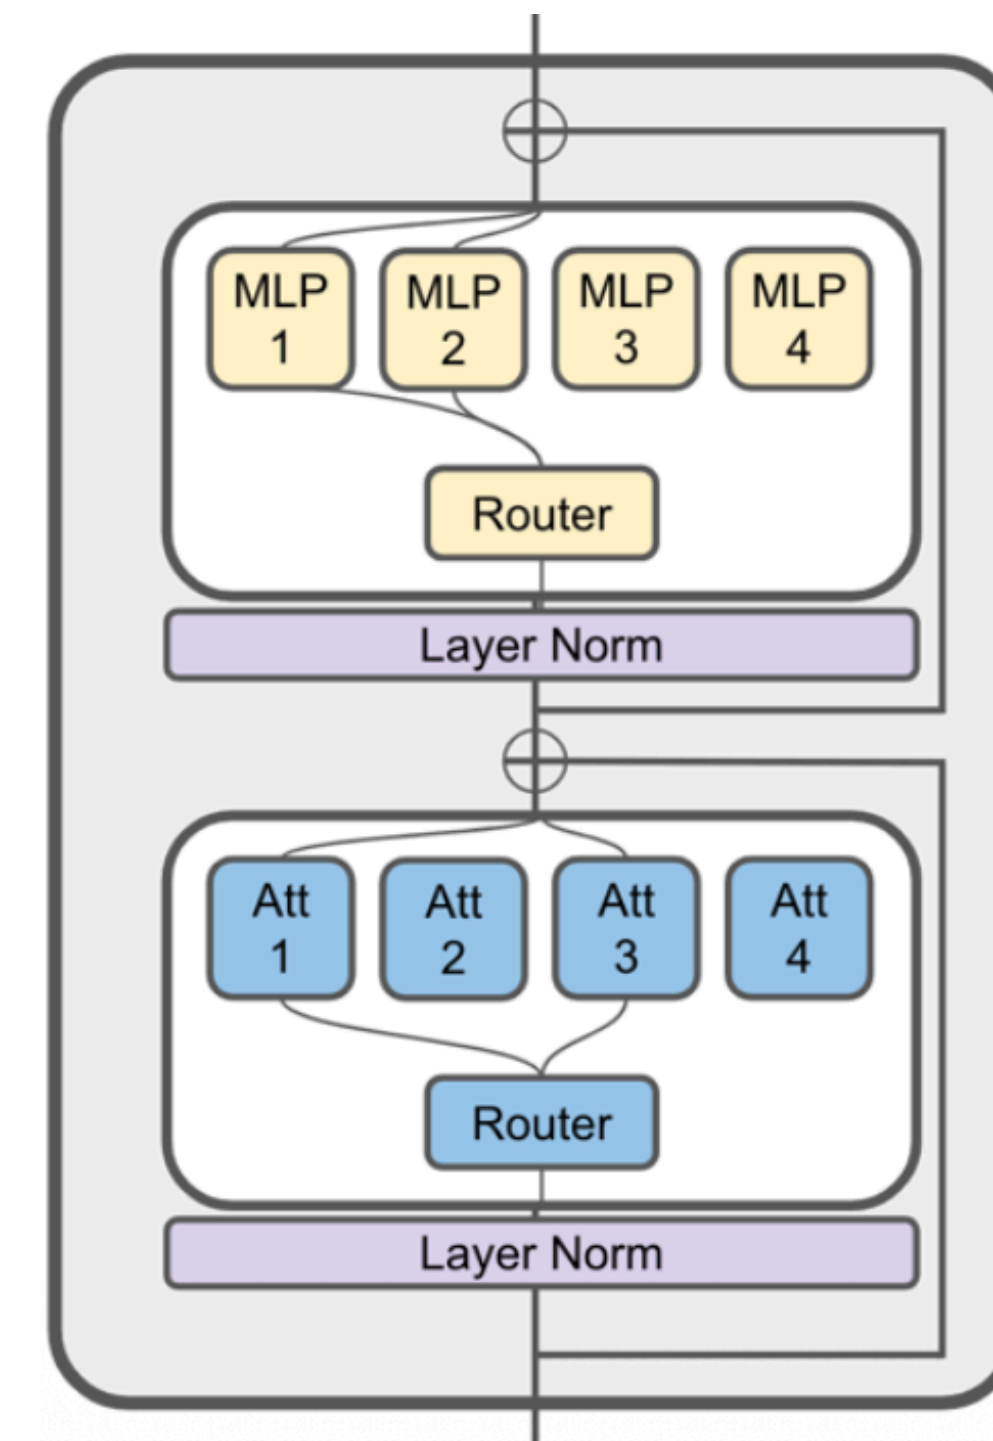 MLP MLP MLP MLP
1 2 3 4
Router
Layer Norm
Att Att Att Att
1 2 3 4
Router
Layer Norm